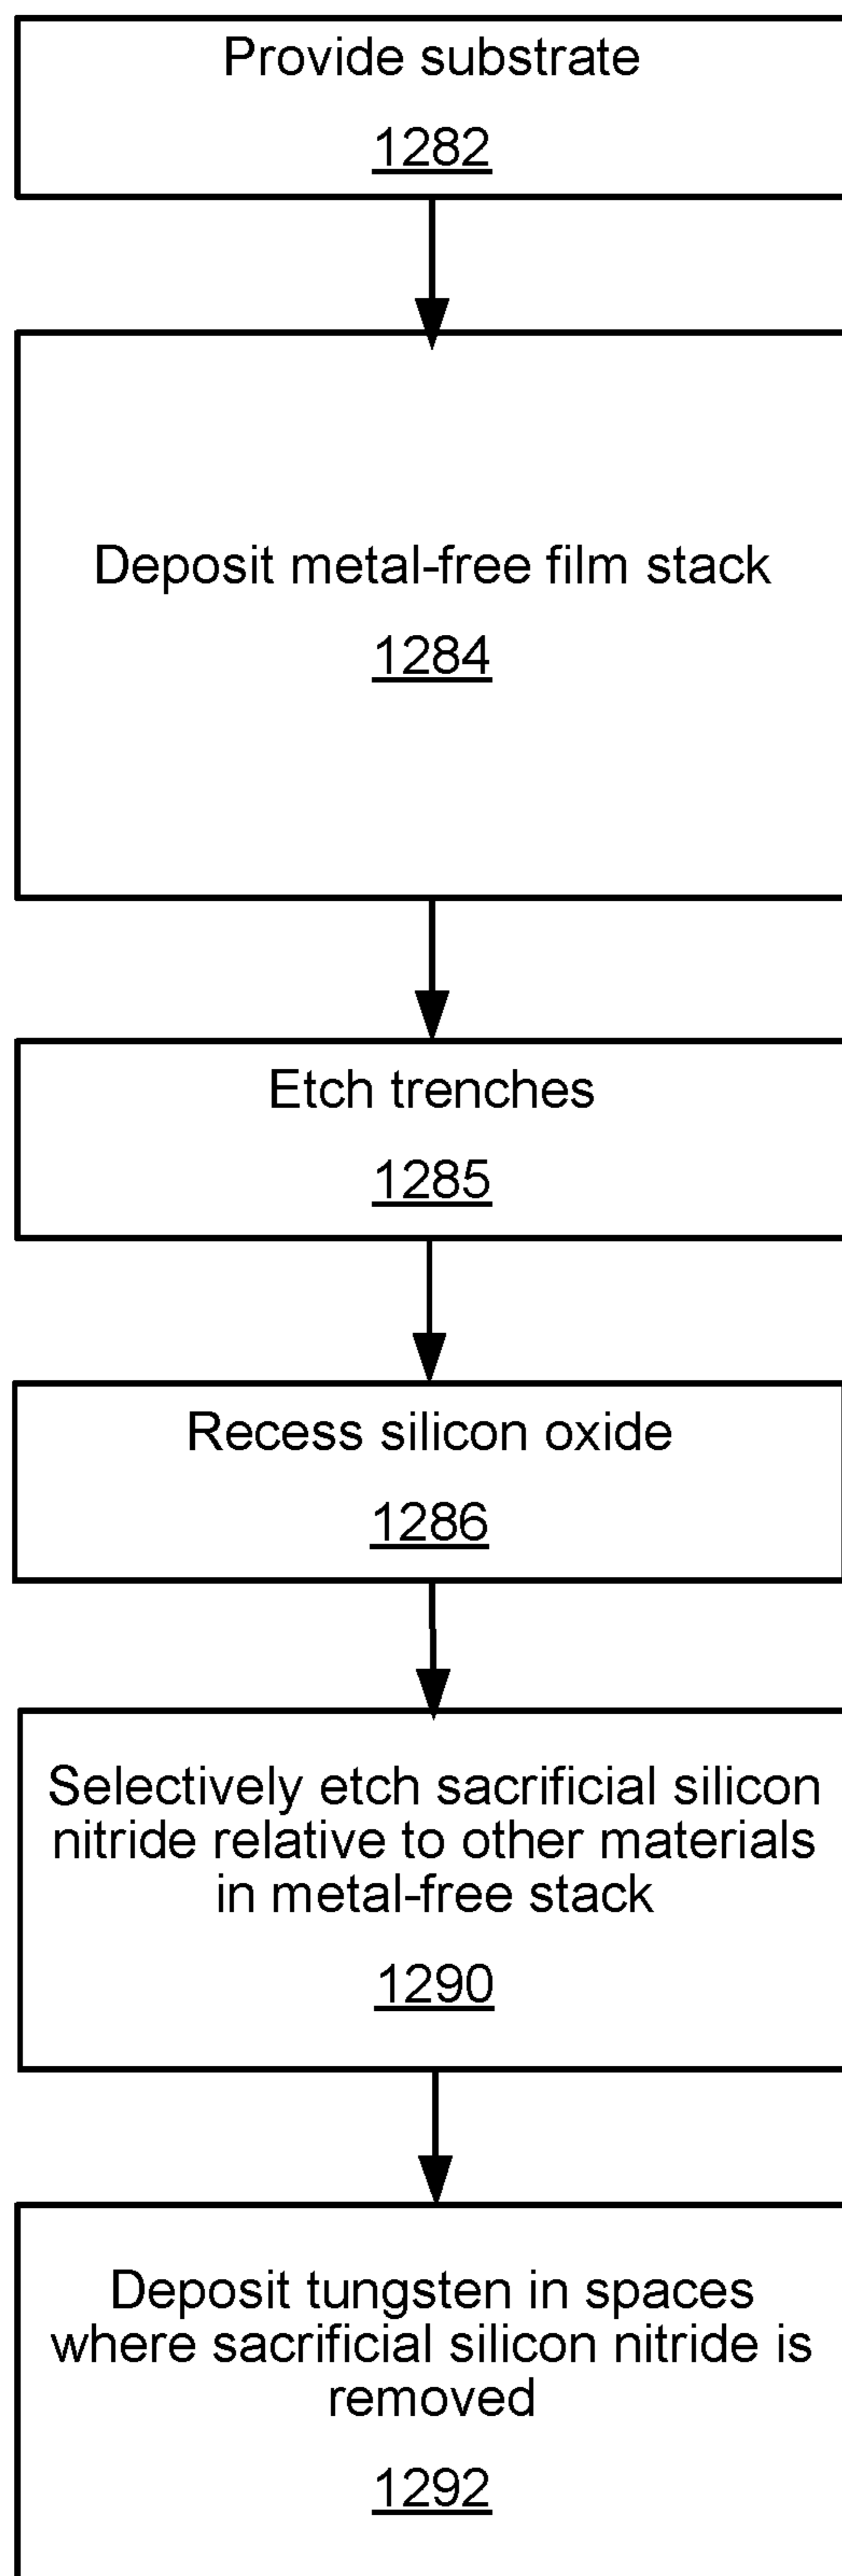 Provide substrate
1282
Deposit metal-free film stack
1284
Etch trenches
1285
Recess silicon oxide
1286
Selectively etch sacrificial silicon
nitride relative to other materials
in metal-free stack
1290
Deposit tungsten in spaces
where sacrificial silicon nitride is
removed
1292